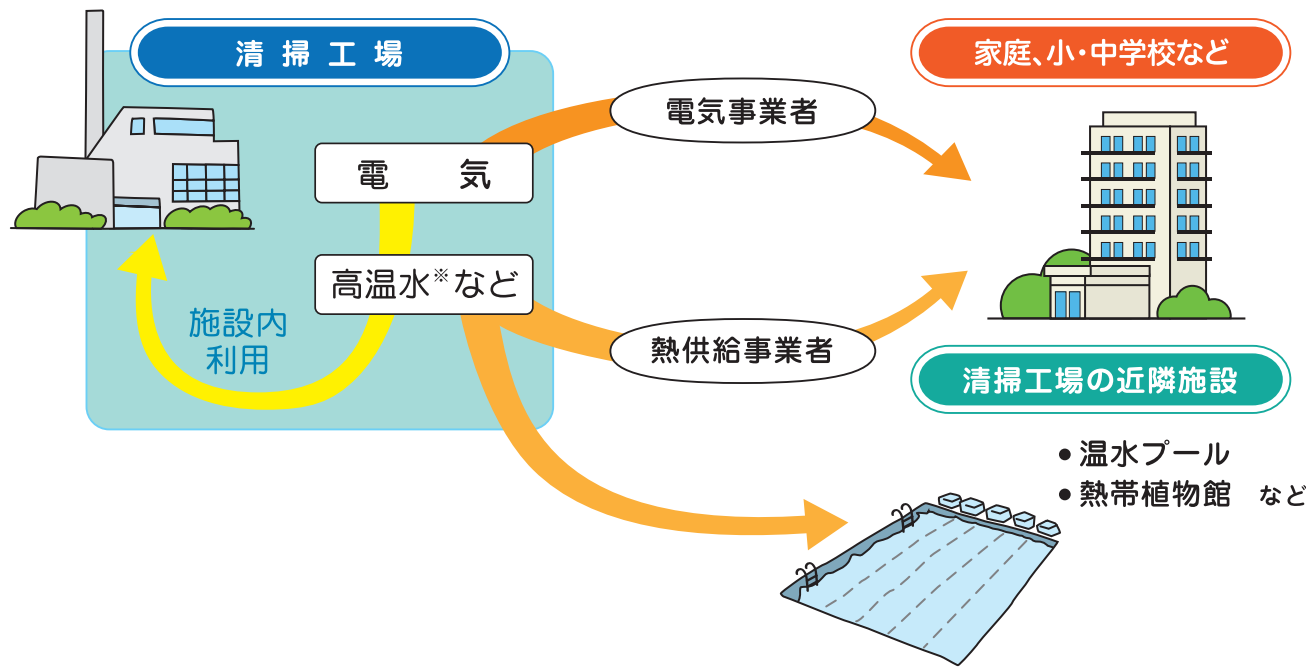 清掃工場
電気
高温水※など
施設内
利用
電気事業者
熱供給事業者
家庭、小・中学校など
清掃工場の近隣施設
● 温水プール
● 熱帯植物館 など